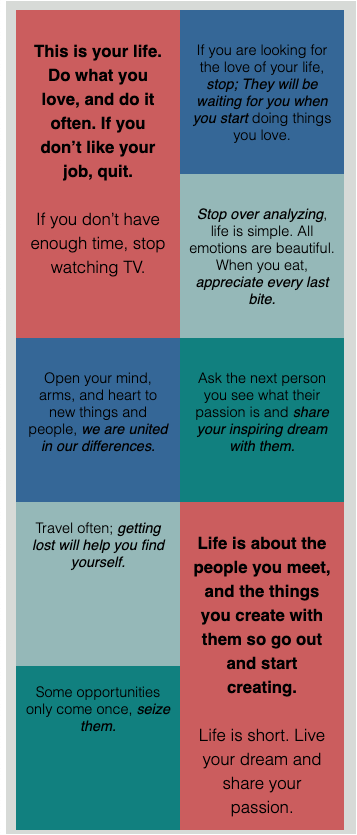 This is your life.
Do what you
love, and do it
often. If you
don't like your
job, quit.
If you don't have
enough time, stop
watching TV.
If you are looking for
the love of your life,
stop; They will be
waiting for you when
you start doing things
you love.
Stop over analyzing,
life is simple. All
emotions are beautiful.
When you eat,
appreciate every last
bite.
Open your mind,
arms, and heart to
new things and
people, we are united
in our differences.
Ask the next person
you see what their
passion is and share
your inspiring dream
with them.
Travel often; getting
lost will help you find
yourself.
Some opportunities
only come once, seize
them.
Life is about the
people you meet,
and the things
you create with
them so go out
and start
creating.
Life is short. Live
your dream and
share your
passion.